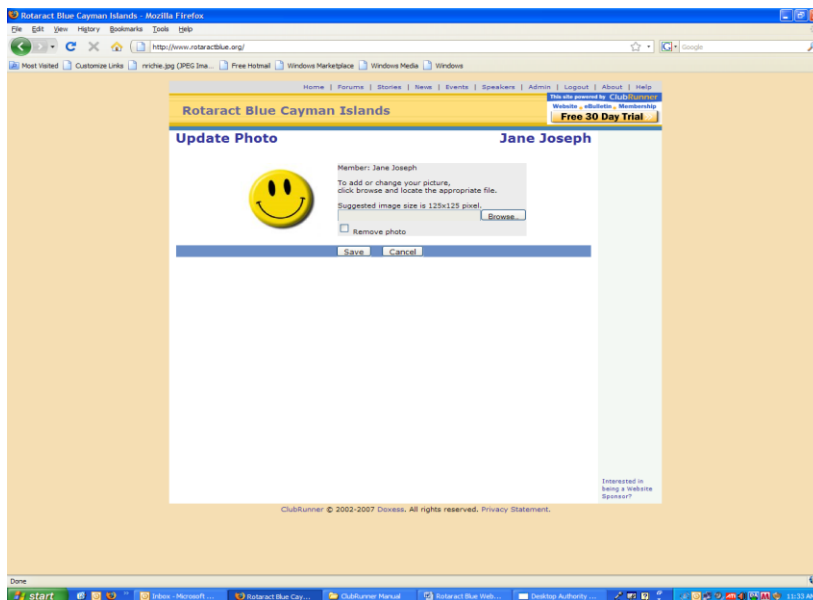 Rotaract Blue Cayman Islands - Mozilla Firefox
File Edit View History Bookmarks Tools Help
http://www.rotaractblue.org/
Google
Most Visited Customize Links nrichie.jpg (JPEG Ima... Free Hotmail Windows Marketplace Windows Media Windows
Home | Forums | Stories | News | Events | Speakers | Admin | Logout | About | Help
This site powered by ClubRunner
Website eBulletin Membership
Rotaract Blue Cayman Islands
Free 30 Day Trial
Update Photo
Jane Joseph
Member: Jane Joseph
To add or change your picture,
click browse and locate the appropriate file.
Suggested image size is 125x125 pixel.
Browse...
Remove photo
Save Cancel
Interested in
being a Website
Sponsor?
ClubRunner © 2002-2007 Doxess. All rights reserved. Privacy Statement.
Done
start Inbox - Microsoft ... Rotaract Blue Cay... ClubRunner Manual Rotaract Blue Web... Desktop Authority ... 11:33 AM